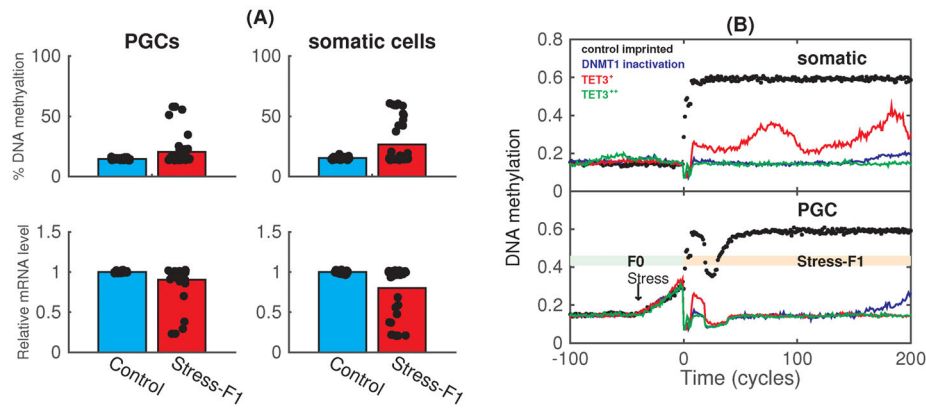 (A)
PGCs
somatic cells
% DNA methyaltion
100
50
0
100
50
0
Relative mRNA level
1.5
1
0.5
0
1.5
1
0.5
0
Control
Stress-F1
Control
Stress-F1
(B)
DNA methylation
0.8
0.6
0.4
0.2
0
control imprinted
DNMT1 inactivation
TET3+
TET3++
somatic
0.8
0.6
0.4
0.2
0
PGC
F0
Stress-F1
Stress
-100
0
100
200
Time (cycles)